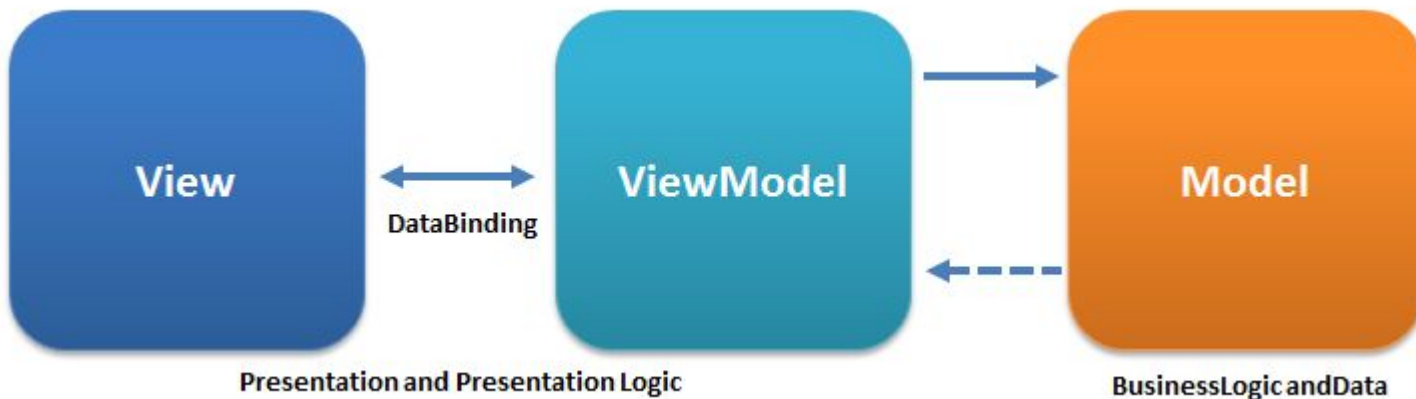 View
ViewModel
Model
DataBinding
Presentation and Presentation Logic
BusinessLogic andData